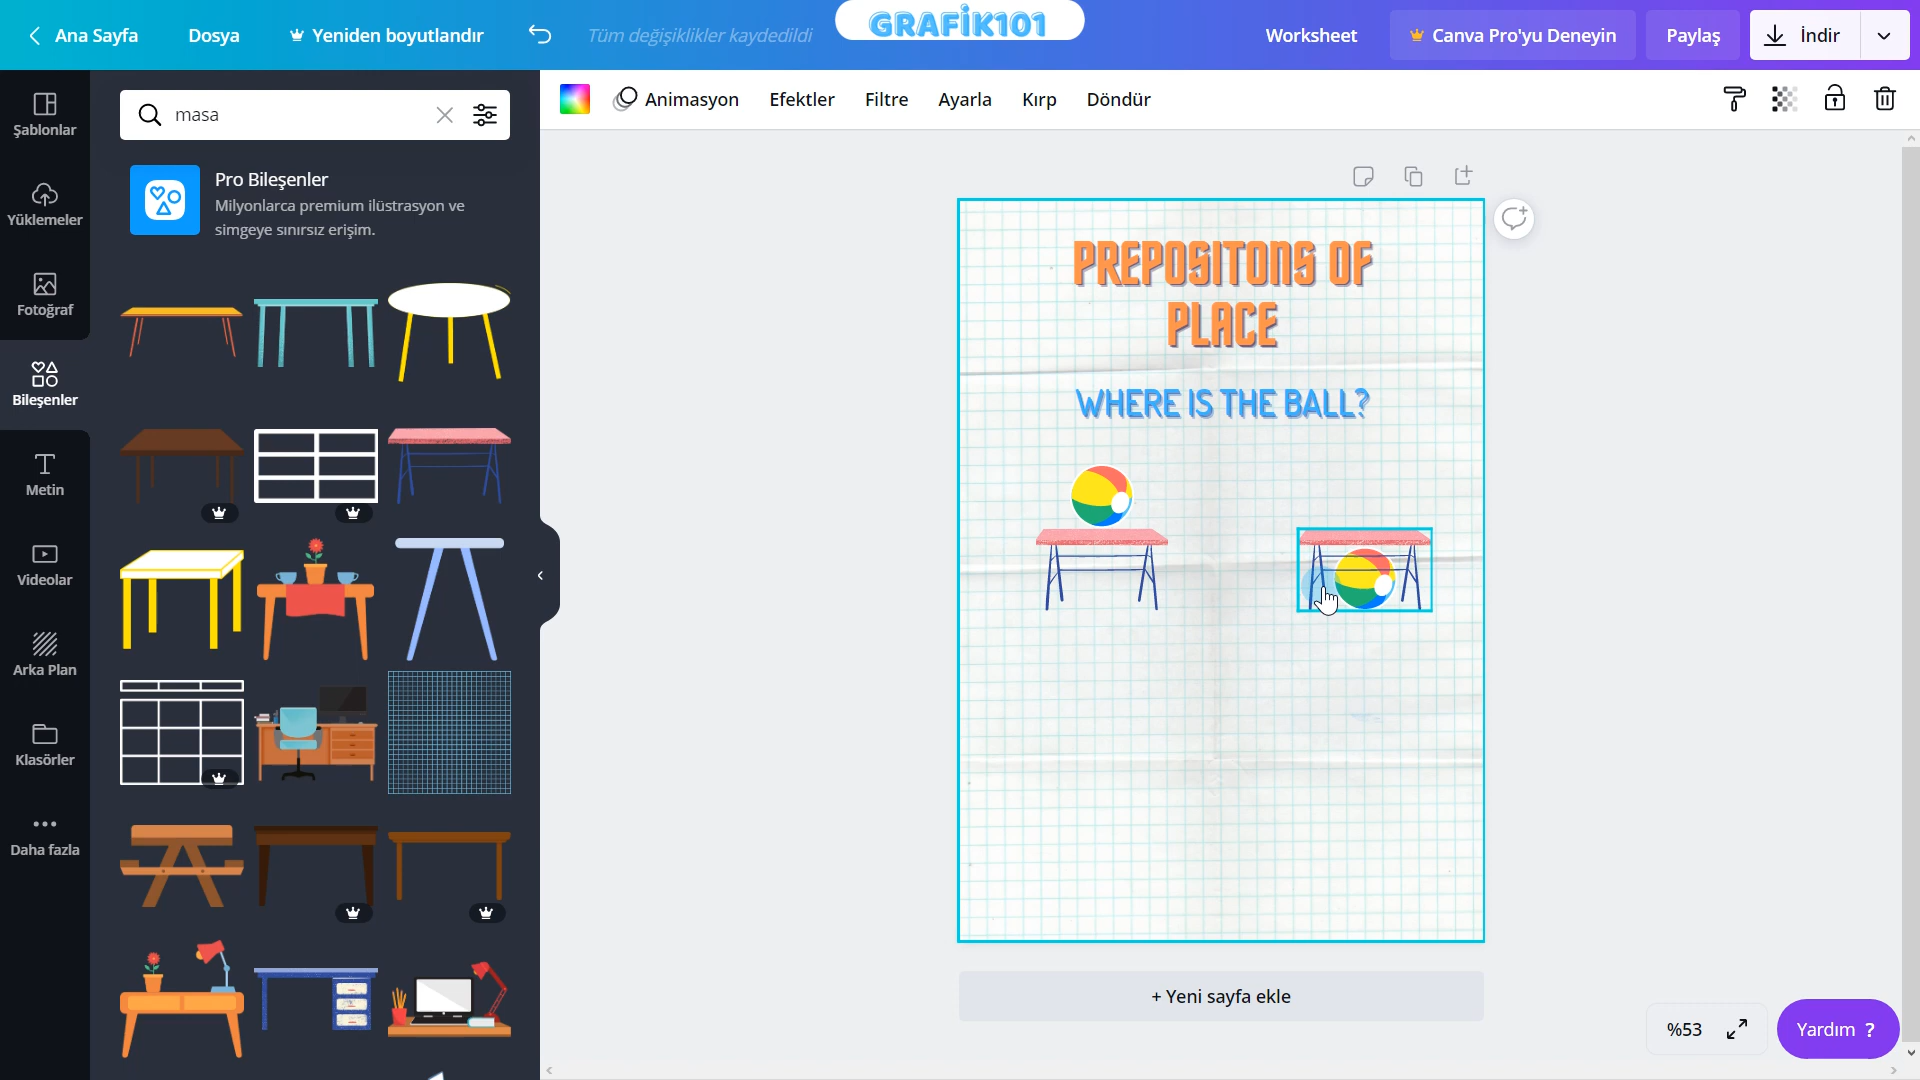 Ana Sayfa
Dosya
Yeniden boyutlandır
Tüm değişiklikler kaydedildi
GRAFİK101
Worksheet
Canva Pro'yu Deneyin
Paylaş
İndir
Şablonlar
Yüklemeler
Fotoğraf
Bileşenler
Metin
Videolar
Arka Plan
Klasörler
Daha fazla
masa
Pro Bileşenler
Milyonlarca premium ilüstrasyon ve
simgeye sınırsız erişim.
Animasyon
Efektler
Filtre
Ayarla
Kırp
Döndür
PREPOSITONS OF
PLACE
WHERE IS THE BALL?
+ Yeni sayfa ekle
%53
Yardım ?